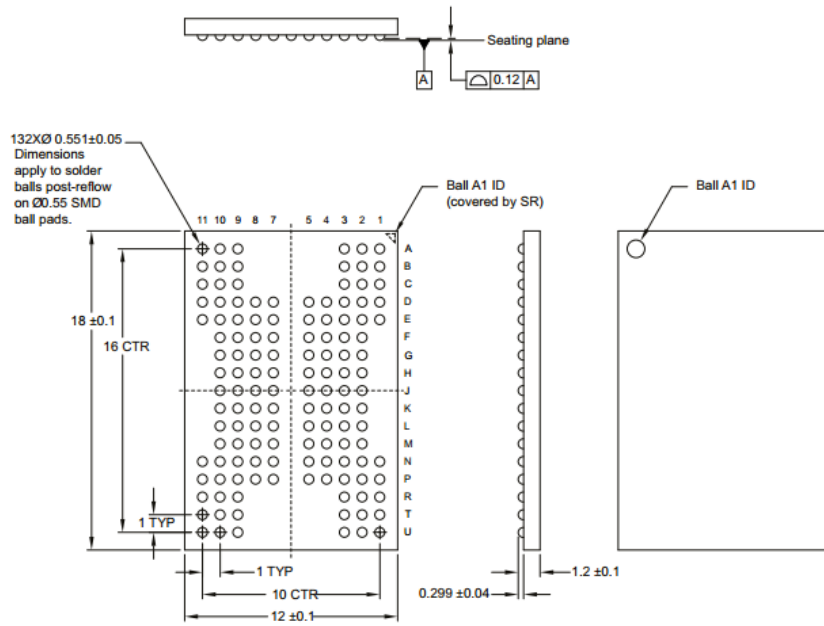 Seating plane
A
0.12 A
132XØ 0.551±0.05
Dimensions
apply to solder
balls post-reflow
on Ø0.55 SMD
ball pads.
Ball A1 ID
(covered by SR)
Ball A1 ID
11 10 9 8 7 5 4 3 2 1
A
B
C
D
E
F
G
H
J
K
L
M
N
P
R
T
U
18 ±0.1
16 CTR
1 TYP
1 TYP
10 CTR
12 ±0.1
1.2 ±0.1
0.299 ±0.04